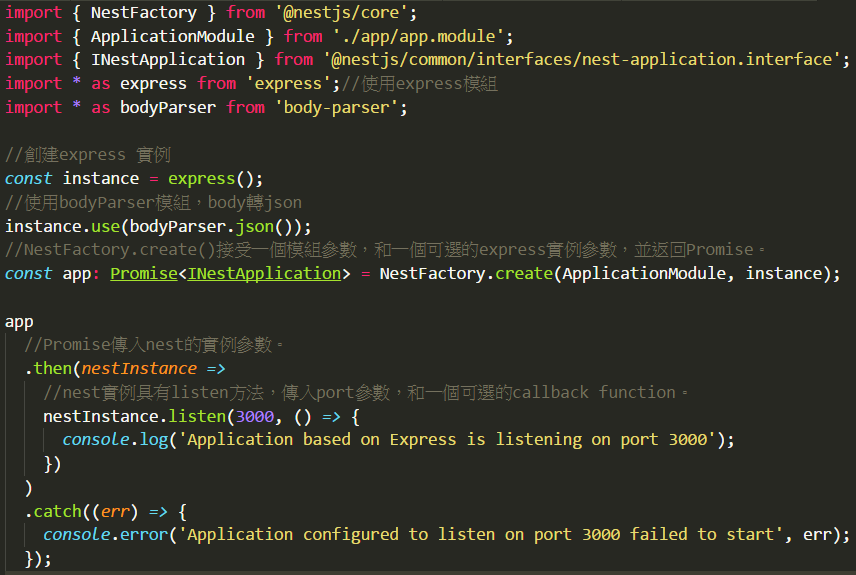 import { NestFactory } from '@nestjs/core';
import { ApplicationModule } from './app/app.module';
import { INestApplication } from '@nestjs/common/interfaces/nest-application.interface';
import * as express from 'express';//使用express模組
import * as bodyParser from 'body-parser';
//創建express 實例
const instance = express();
//使用bodyParser模組，body轉json
instance.use(bodyParser.json());
//NestFactory.create()接受一個模組參數，和一個可選的express實例參數，並返回Promise。
const app: Promise<INestApplication> = NestFactory.create(ApplicationModule, instance);
app
//Promise傳入nest的實例參數。
.then(nestInstance =>
//nest實例具有listen方法，傳入port參數，和一個可選的callback function。
nestInstance.listen(3000, () => {
console.log('Application based on Express is listening on port 3000');
})
)
.catch((err) => {
console.error('Application configured to listen on port 3000 failed to start', err);
});